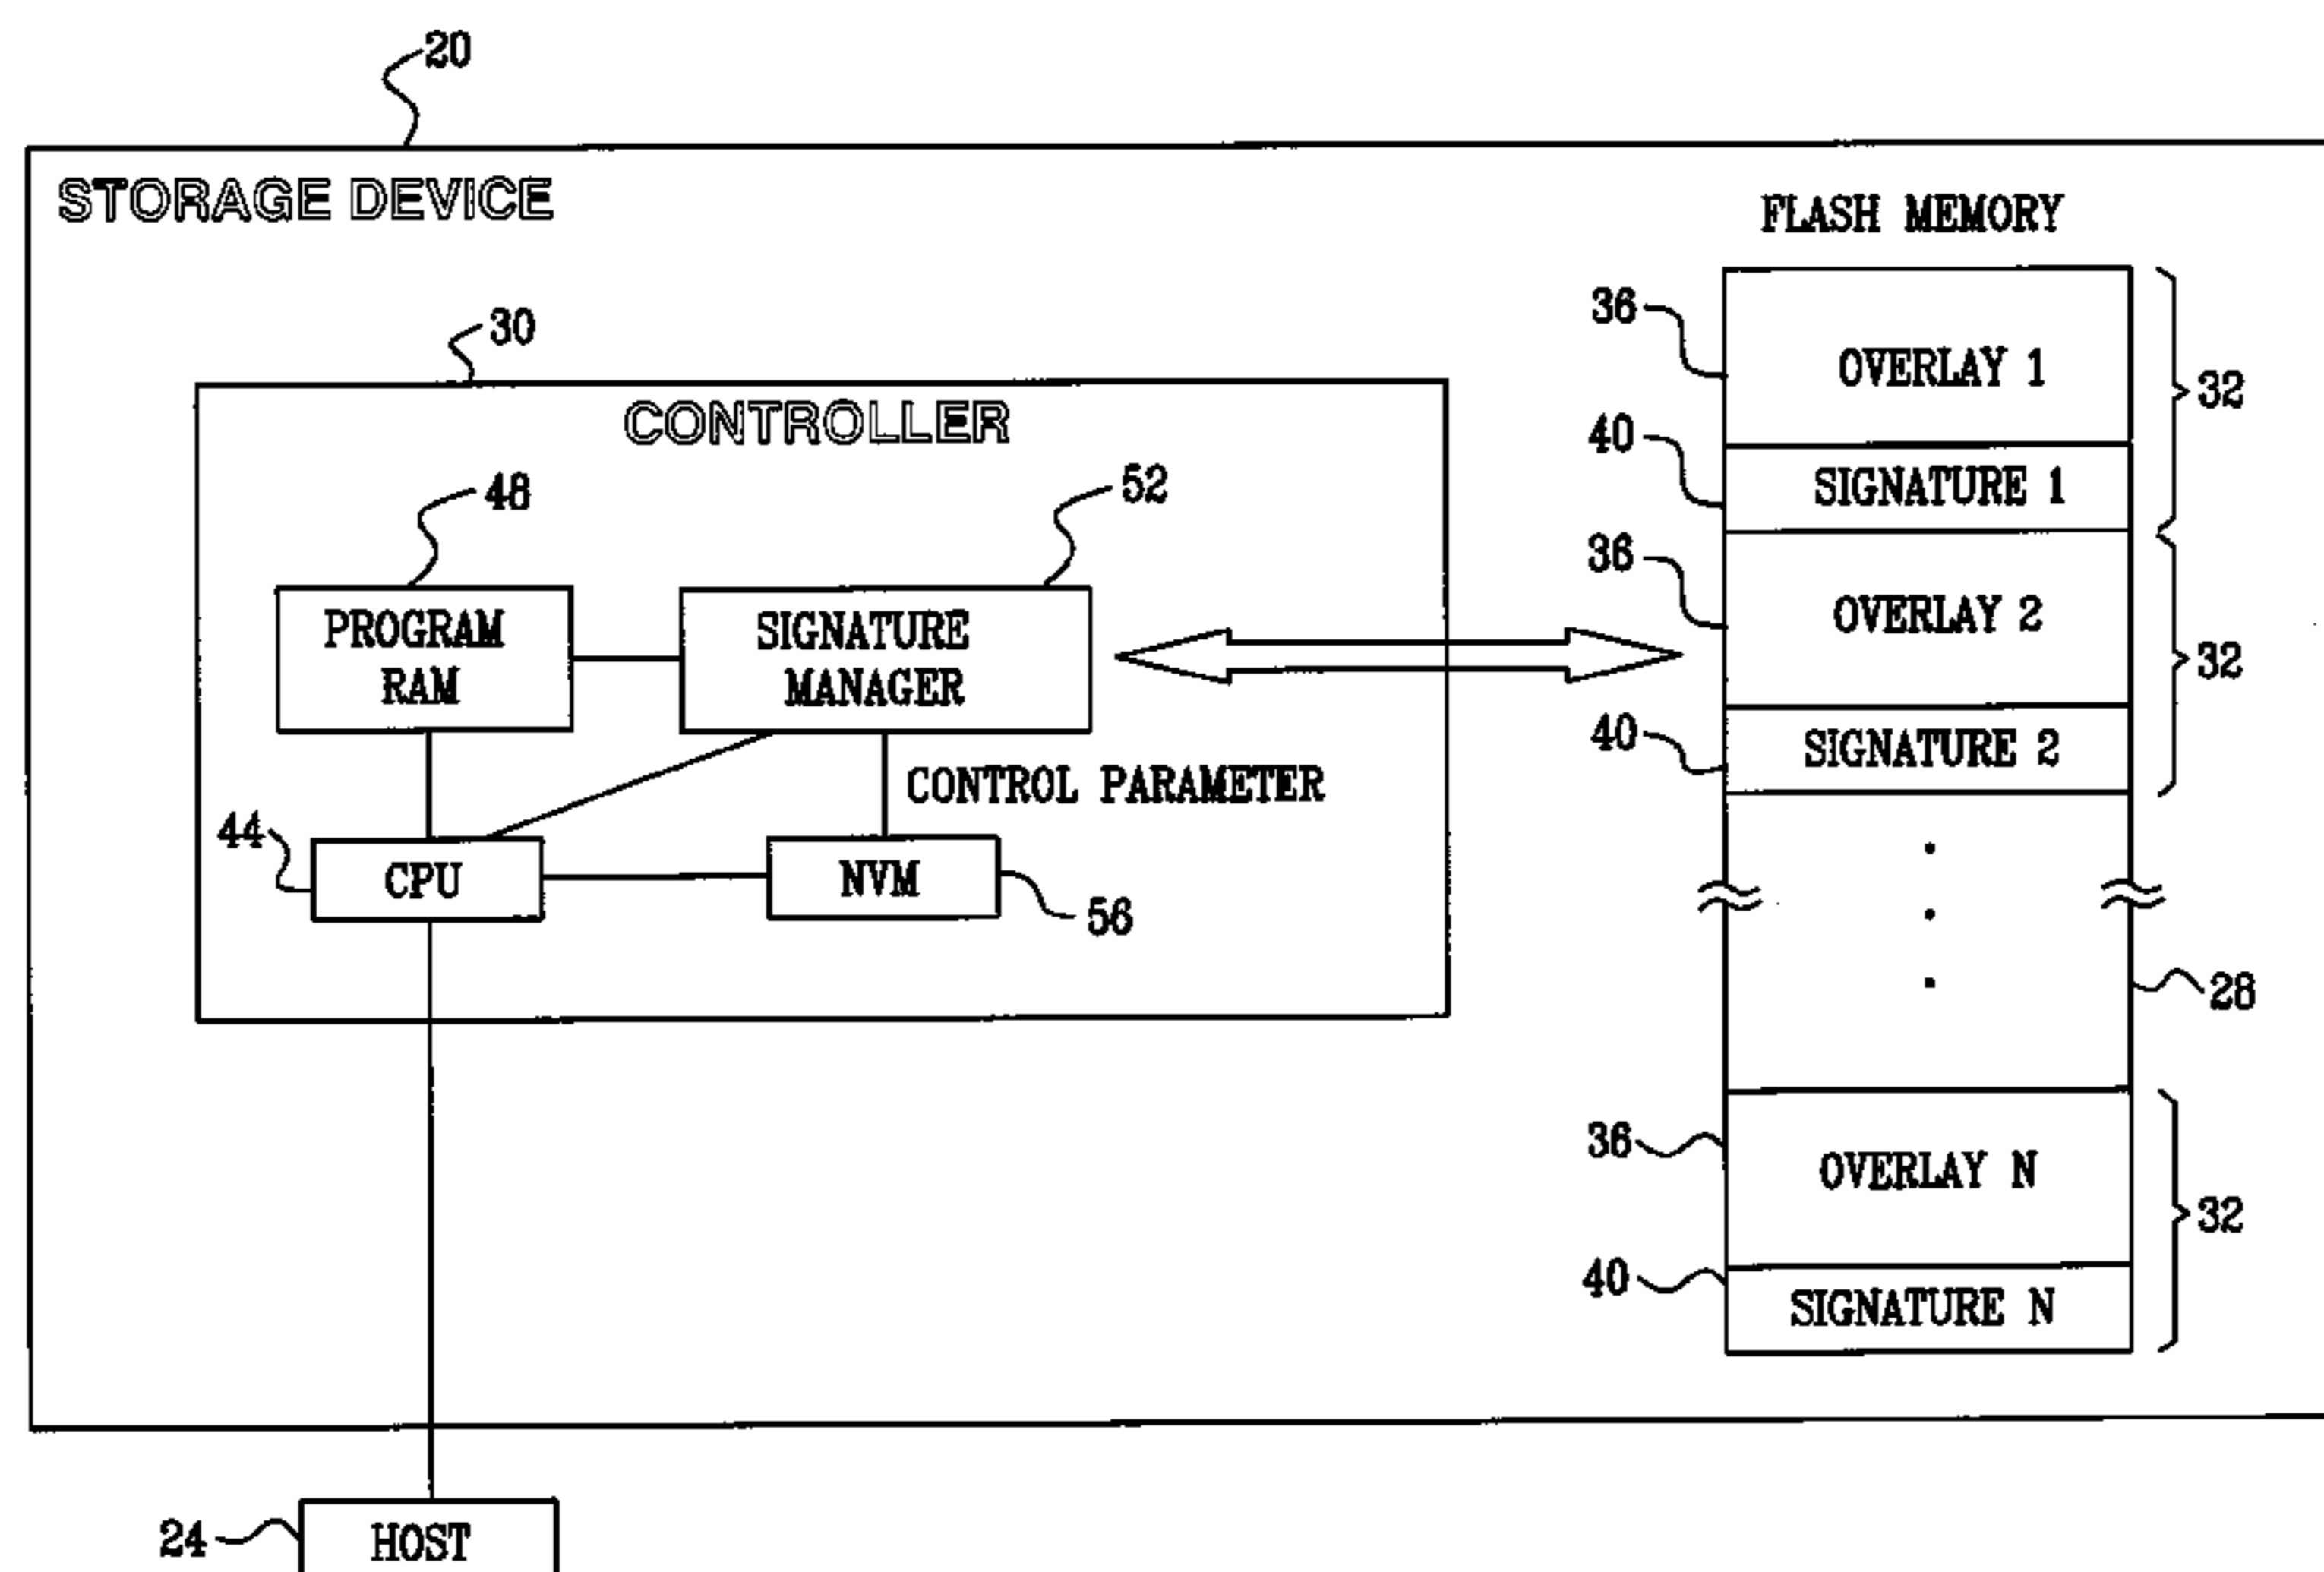 20
STORAGE DEVICE
FLASH MEMORY
30
CONTROLLER
48
52
PROGRAM
RAM
SIGNATURE
MANAGER
CONTROL PARAMETER
44
CPU
NVM
56
36
OVERLAY 1
32
40
SIGNATURE 1
36
OVERLAY 2
32
40
SIGNATURE 2
28
36
OVERLAY N
32
40
SIGNATURE N
24
HOST